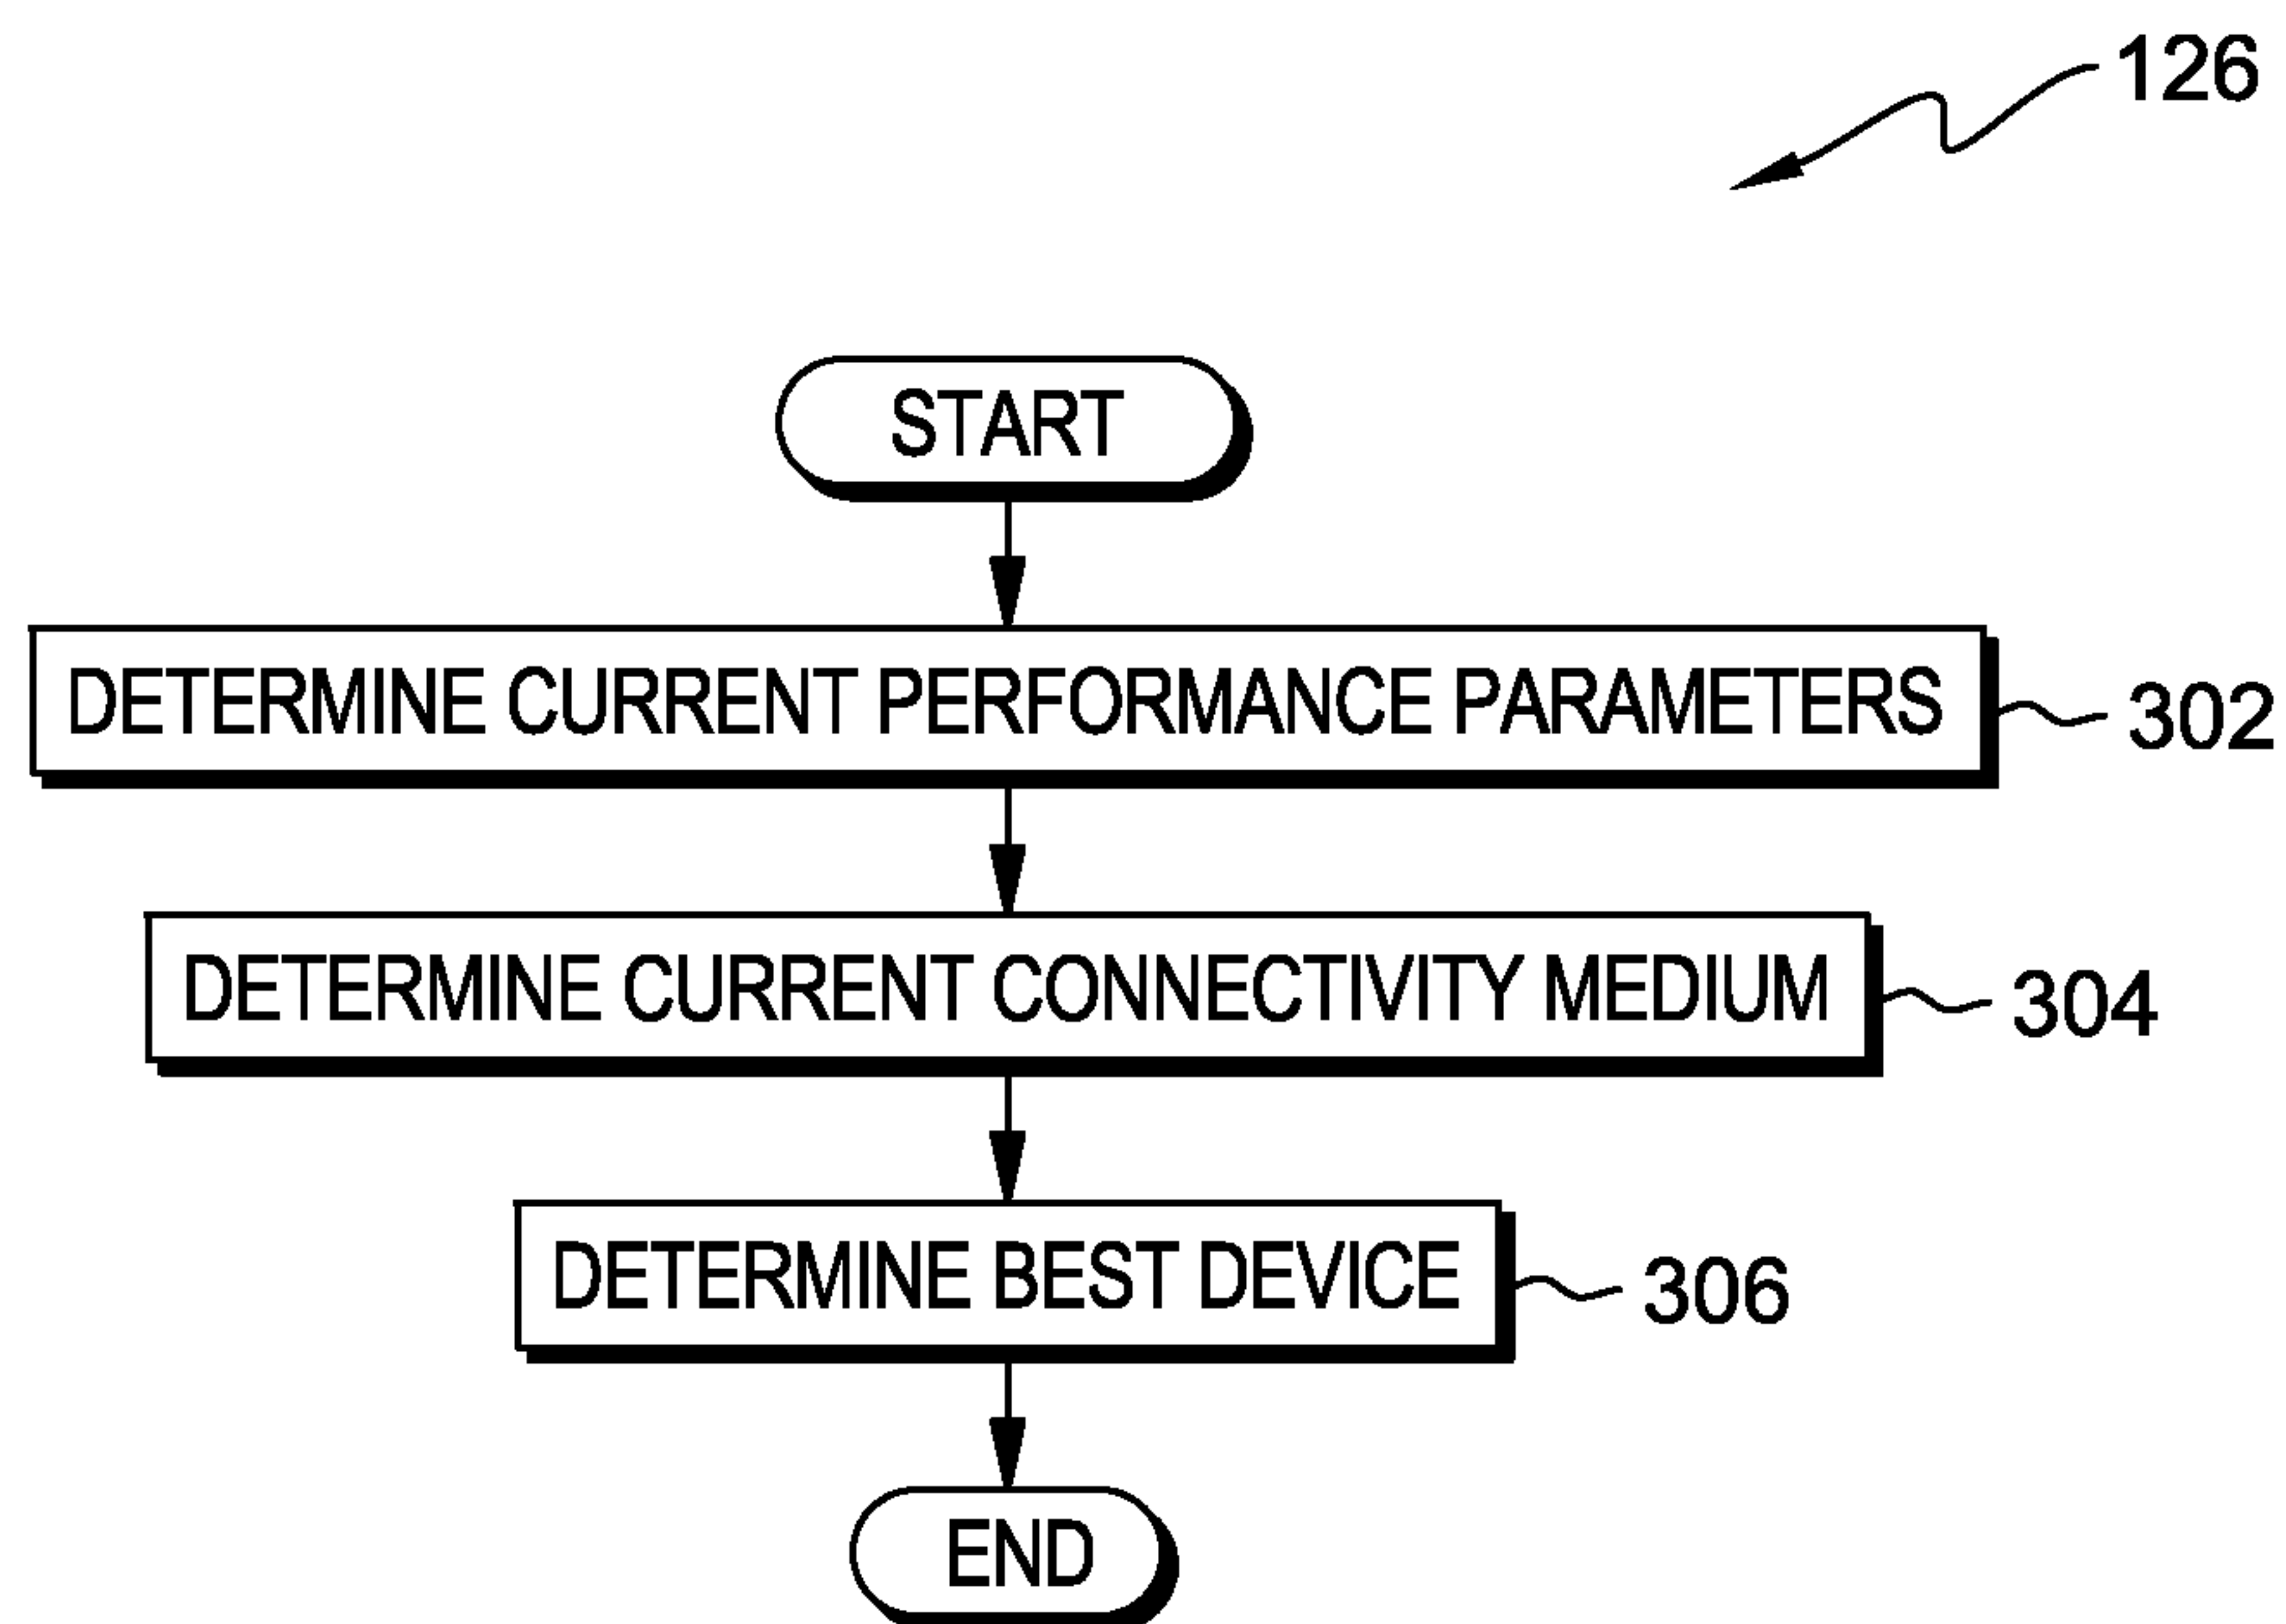 126
START
DETERMINE CURRENT PERFORMANCE PARAMETERS
302
DETERMINE CURRENT CONNECTIVITY MEDIUM
304
DETERMINE BEST DEVICE
306
END